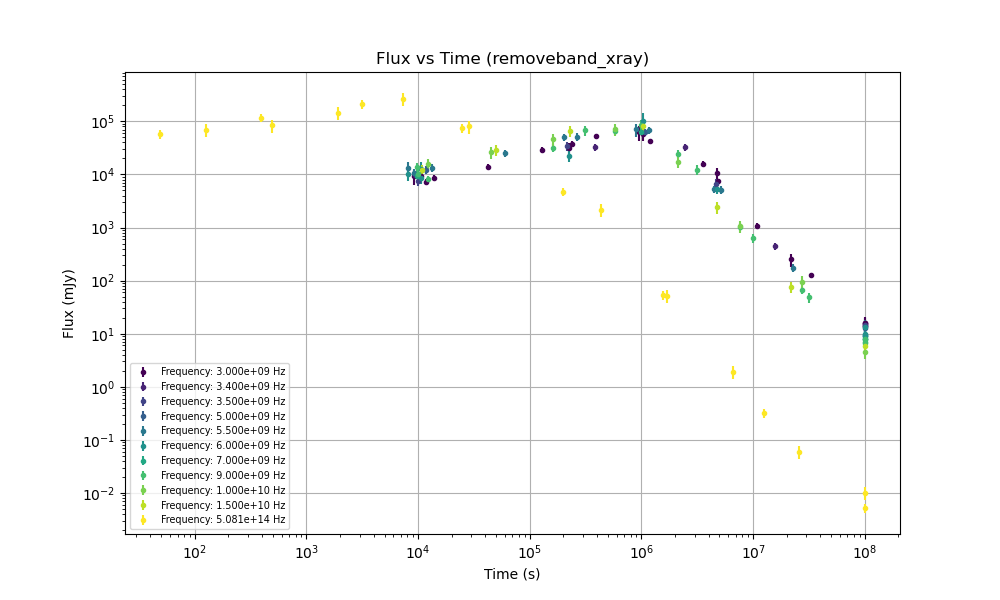 Flux vs Time (removeband_xray)
Flux (mJy)
10^5
10^4
10^3
10^2
10^1
10^0
10^-1
10^-2
Frequency: 3.000e+09 Hz
Frequency: 3.400e+09 Hz
Frequency: 3.500e+09 Hz
Frequency: 5.000e+09 Hz
Frequency: 5.500e+09 Hz
Frequency: 6.000e+09 Hz
Frequency: 7.000e+09 Hz
Frequency: 9.000e+09 Hz
Frequency: 1.000e+10 Hz
Frequency: 1.500e+10 Hz
Frequency: 5.081e+14 Hz
10^2 10^3 10^4 10^5 10^6 10^7 10^8
Time (s)